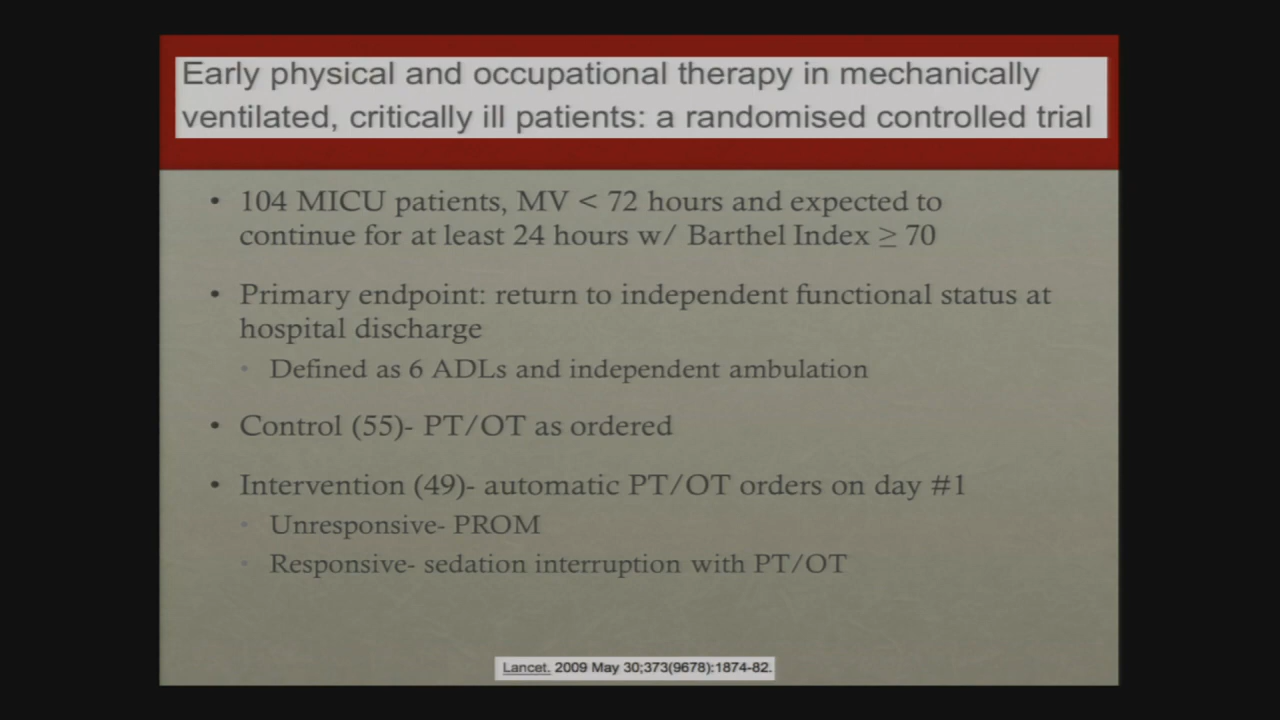 Early physical and occupational therapy in mechanically
ventilated, critically ill patients: a randomised controlled trial
• 104 MICU patients, MV < 72 hours and expected to
continue for at least 24 hours w/ Barthel Index ≥ 70
• Primary endpoint: return to independent functional status at
hospital discharge
• Defined as 6 ADLs and independent ambulation
• Control (55)- PT/OT as ordered
• Intervention (49)- automatic PT/OT orders on day #1
• Unresponsive- PROM
• Responsive- sedation interruption with PT/OT
Lancet. 2009 May 30;373(9678):1874-82.